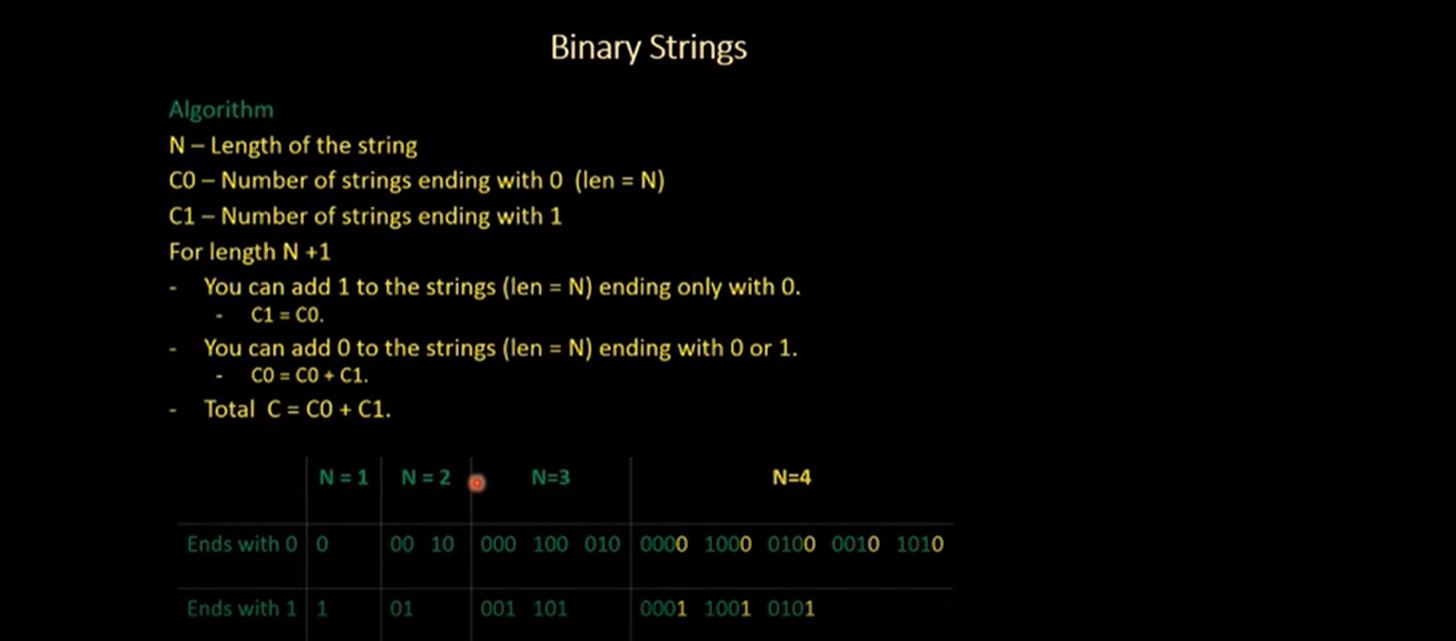 Binary Strings
Algorithm
N – Length of the string
C0 – Number of strings ending with 0 (len = N)
C1 – Number of strings ending with 1
For length N +1
- You can add 1 to the strings (len = N) ending only with 0.
- C1 = C0.
- You can add 0 to the strings (len = N) ending with 0 or 1.
- C0 = C0 + C1.
- Total C = C0 + C1.
N = 1 N = 2 N=3 N=4
Ends with 0 0 00 10 000 100 010 0000 1000 0100 0010 1010
Ends with 1 1 01 001 101 0001 1001 0101